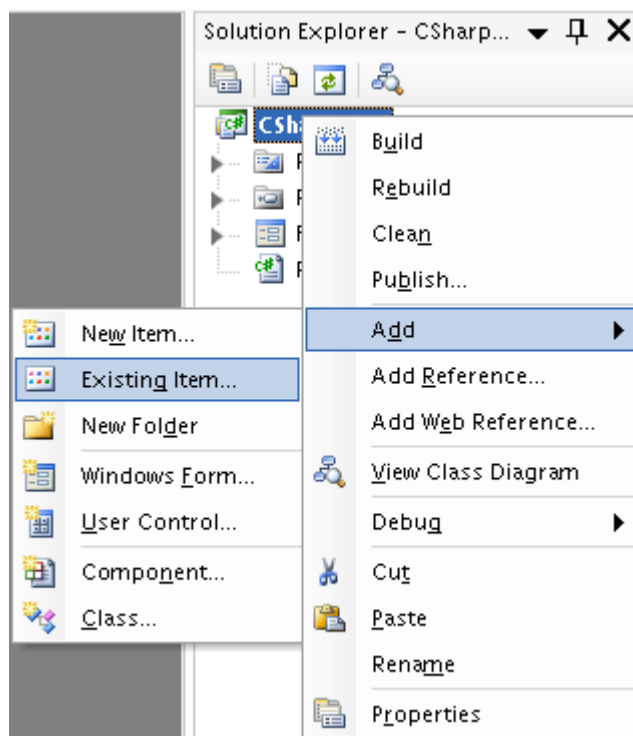 Solution Explorer - CSharp...
Build
Rebuild
Clean
Publish...
Add
Add Reference...
Add Web Reference...
View Class Diagram
Debug
Cut
Paste
Rename
Properties
New Item...
Existing Item...
New Folder
Windows Form...
User Control...
Component...
Class...